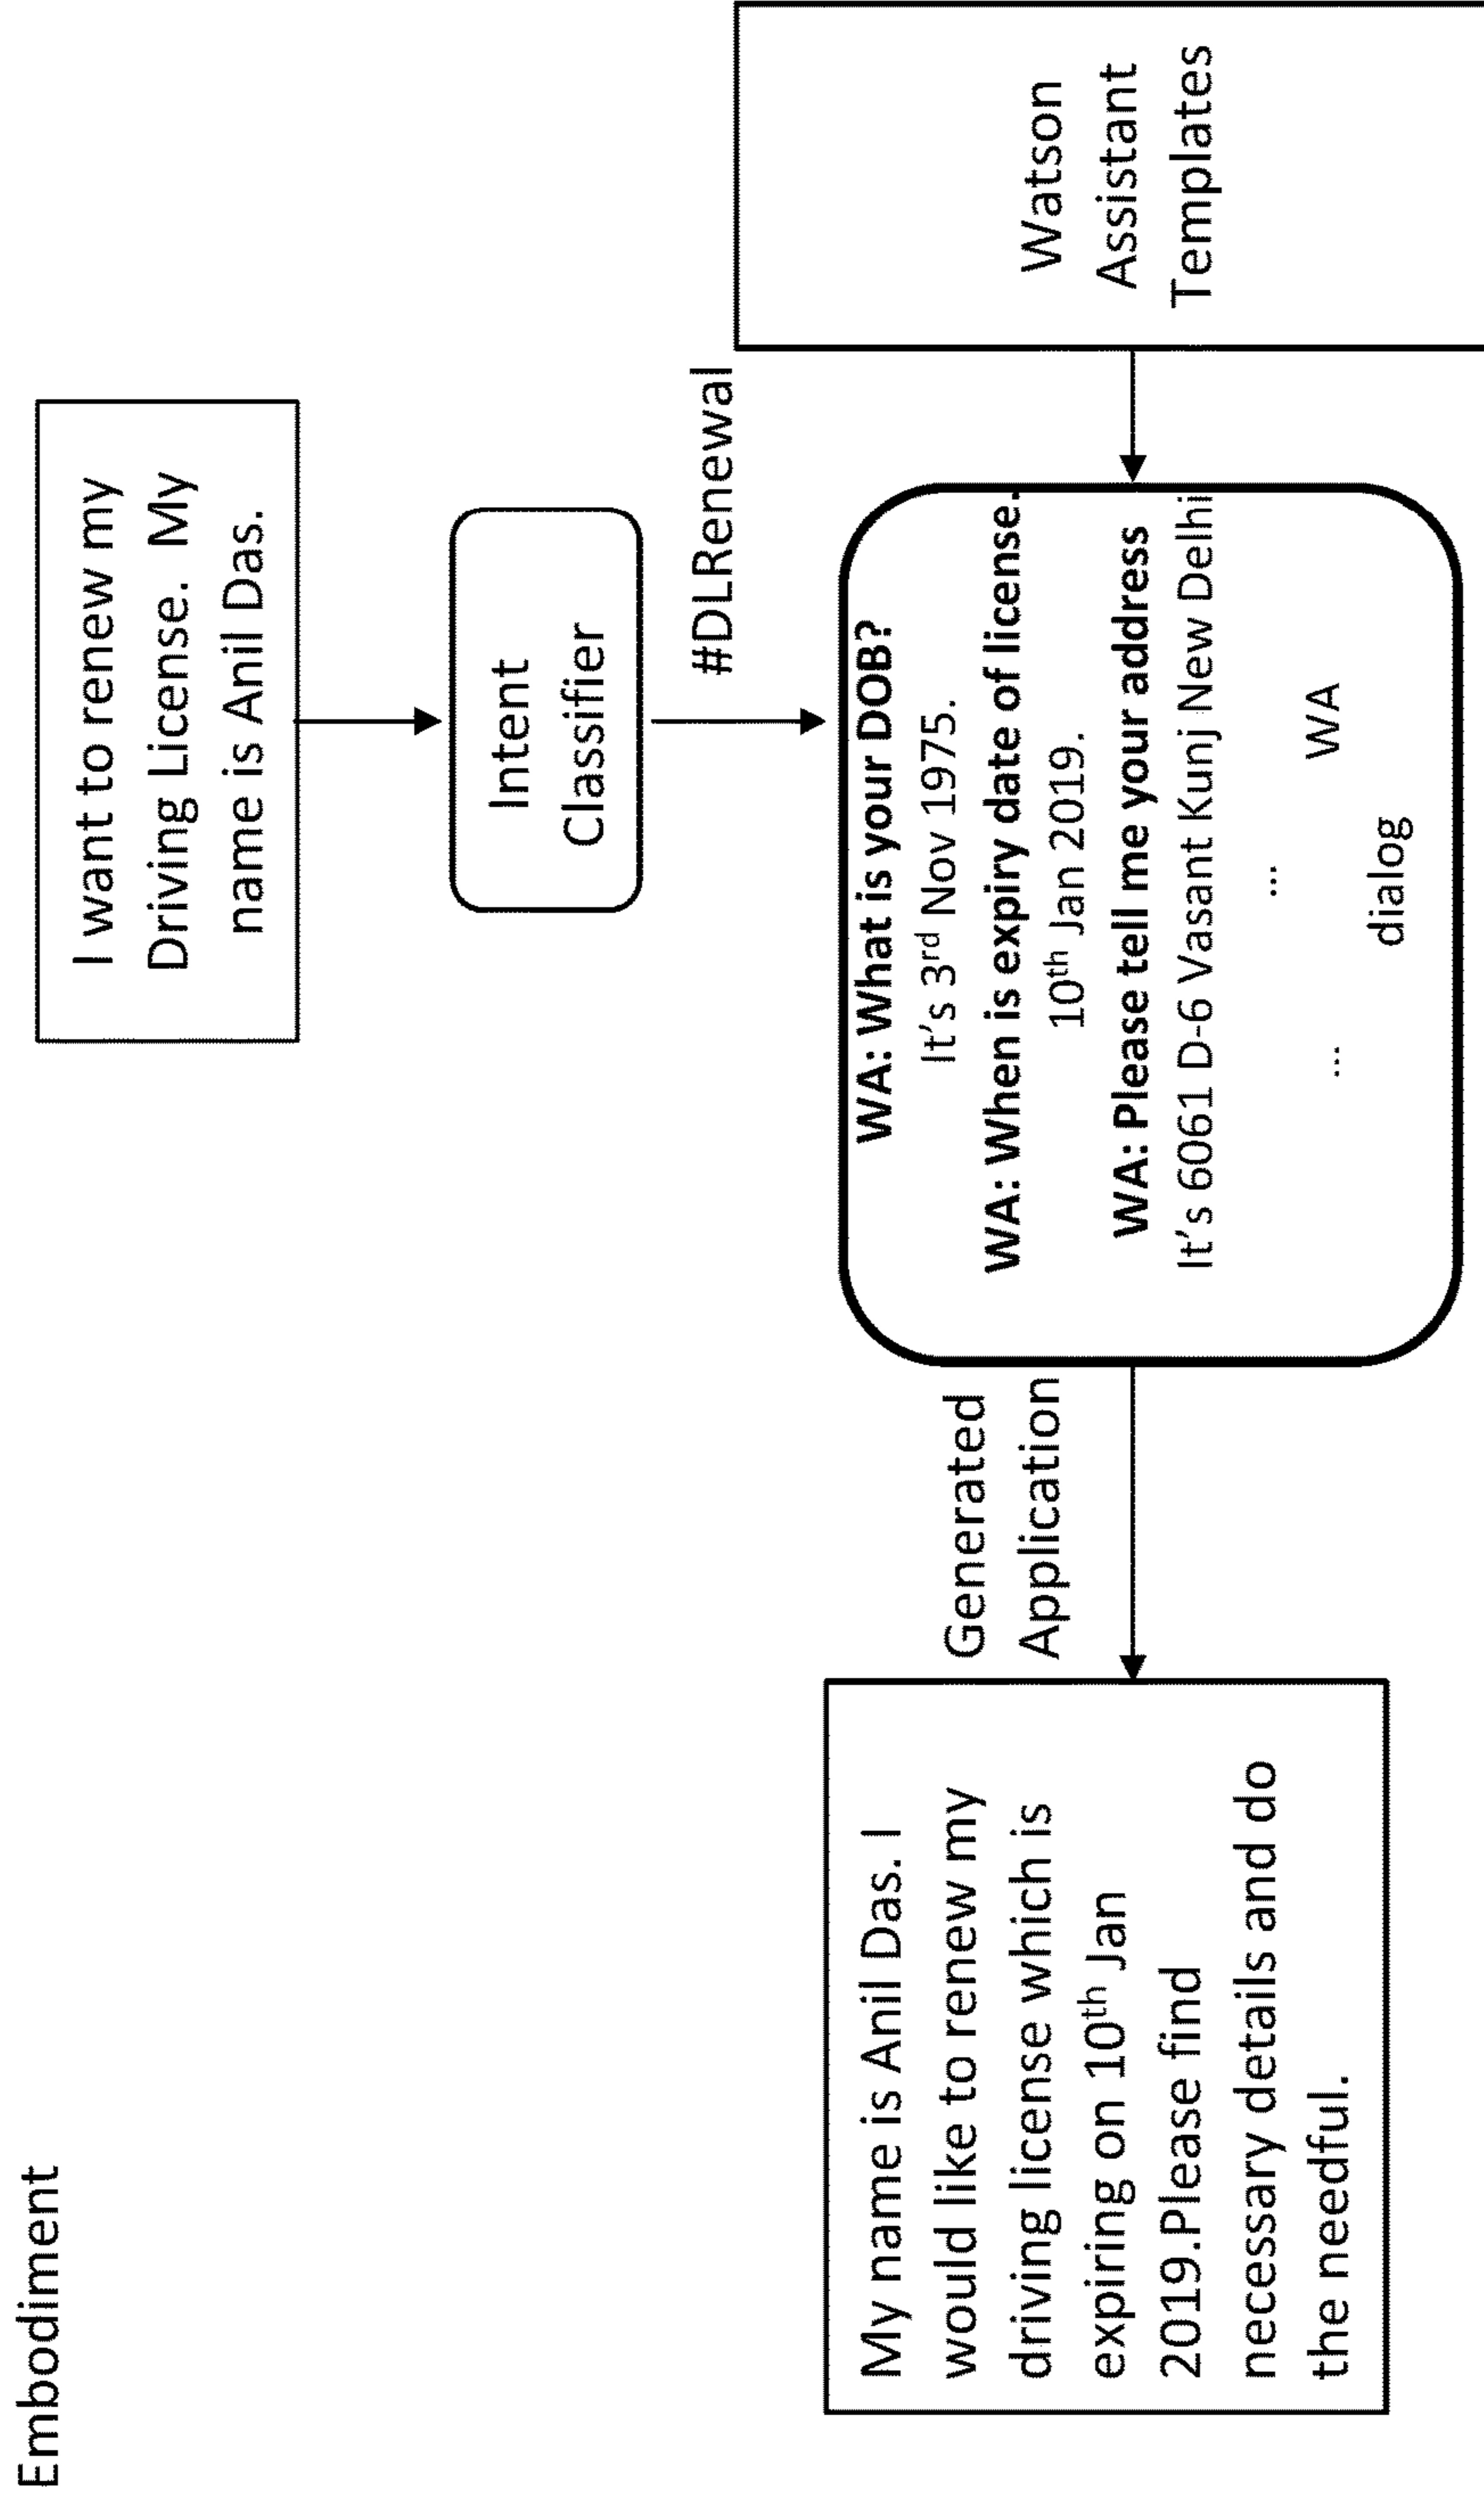 Embodiment
I want to renew my
Driving License. My
name is Anil Das.
Intent
Classifier
#DLRenewal
Watson
Assistant
Templates
WA: What is your DOB?
It's 3rd Nov 1975.
WA: When is expiry date of license.
10th Jan 2019.
WA: Please tell me your address
It's 6061 D-6 Vasant Kunj New Delhi
...
... WA
dialog
Generated
Application
My name is Anil Das. I
would like to renew my
driving license which is
expiring on 10th Jan
2019.Please find
necessary details and do
the needful.